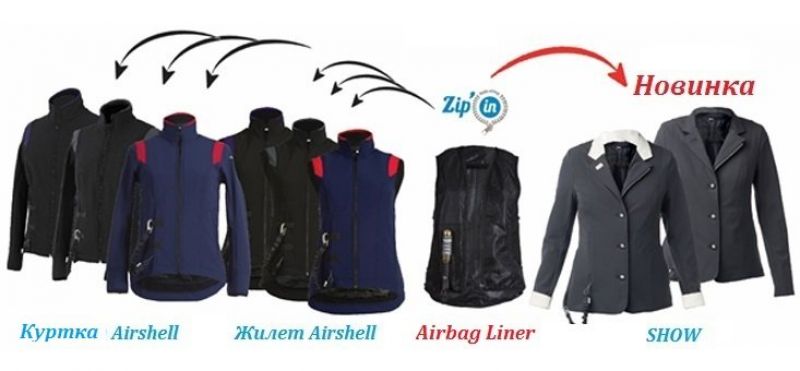 Новинка
Zip'in
Куртка Airshell
Жилет Airshell
Airbag Liner
SHOW